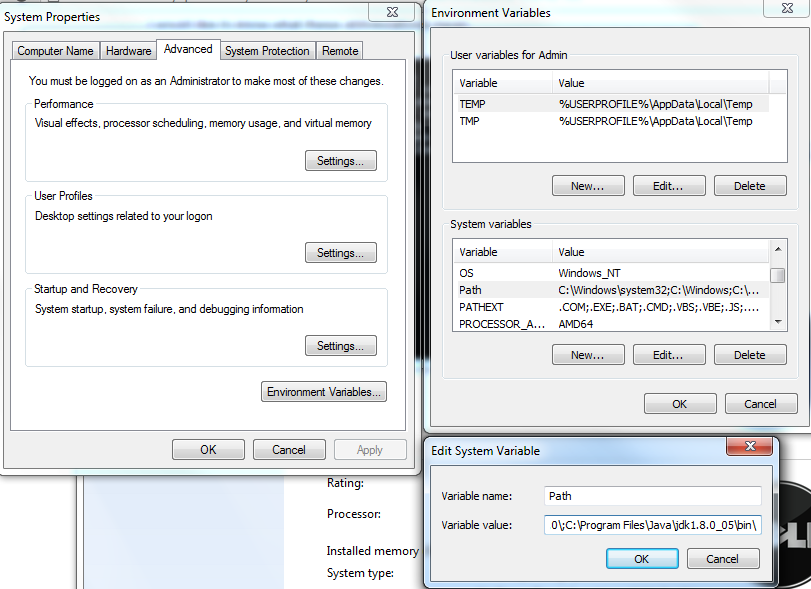 System Properties
Computer Name Hardware Advanced System Protection Remote
You must be logged on as an Administrator to make most of these changes.
Performance
Visual effects, processor scheduling, memory usage, and virtual memory
Settings...
User Profiles
Desktop settings related to your logon
Settings...
Startup and Recovery
System startup, system failure, and debugging information
Settings...
Environment Variables...
OK Cancel Apply
Environment Variables
User variables for Admin
Variable Value
TEMP %USERPROFILE%\AppData\Local\Temp
TMP %USERPROFILE%\AppData\Local\Temp
New... Edit... Delete
System variables
Variable Value
OS Windows_NT
Path C:\Windows\system32;C:\Windows;C:\...
PATHEXT .COM;.EXE;.BAT;.CMD;.VBS;.VBE;.JS;....
PROCESSOR_A... AMD64
New... Edit... Delete
OK Cancel
Edit System Variable
Variable name: Path
Variable value: 0\;C:\Program Files\Java\jdk1.8.0_05\bin\
OK Cancel
Rating:
Processor:
Installed memory
System type: